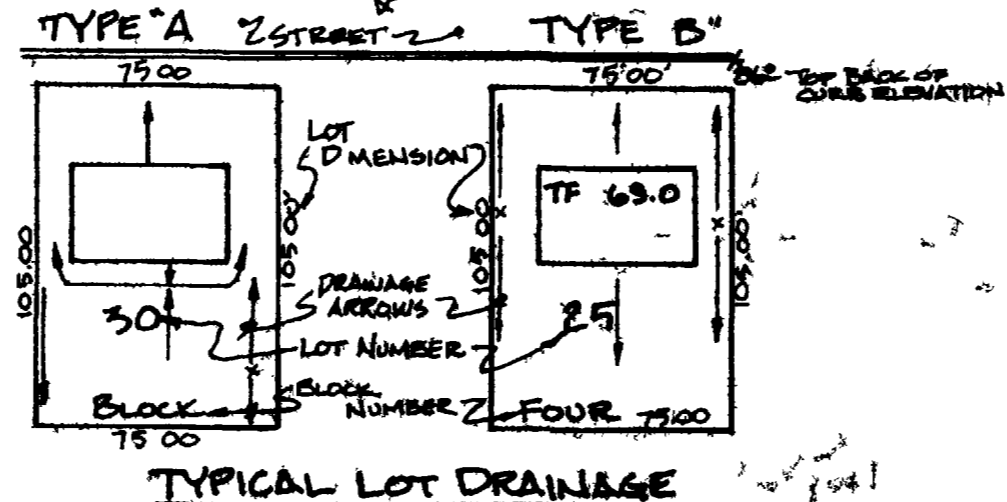 TYPE "A
STREET
TYPE B"
75 00
75'00'
TOP BACK OF
CURB ELEVATION
LOT
D MENSION
TF 69.0
105.00
105 00'
105 00
105.00'
DRAINAGE
ARROWS
30
25
LOT NUMBER
BLOCK
BLOCK
NUMBER
FOUR
75 00
75 00
TYPICAL LOT DRAINAGE